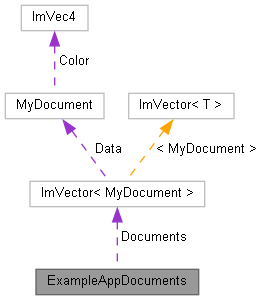 ImVec4
Color
MyDocument
ImVector< T >
Data
< MyDocument >
ImVector< MyDocument >
Documents
ExampleAppDocuments